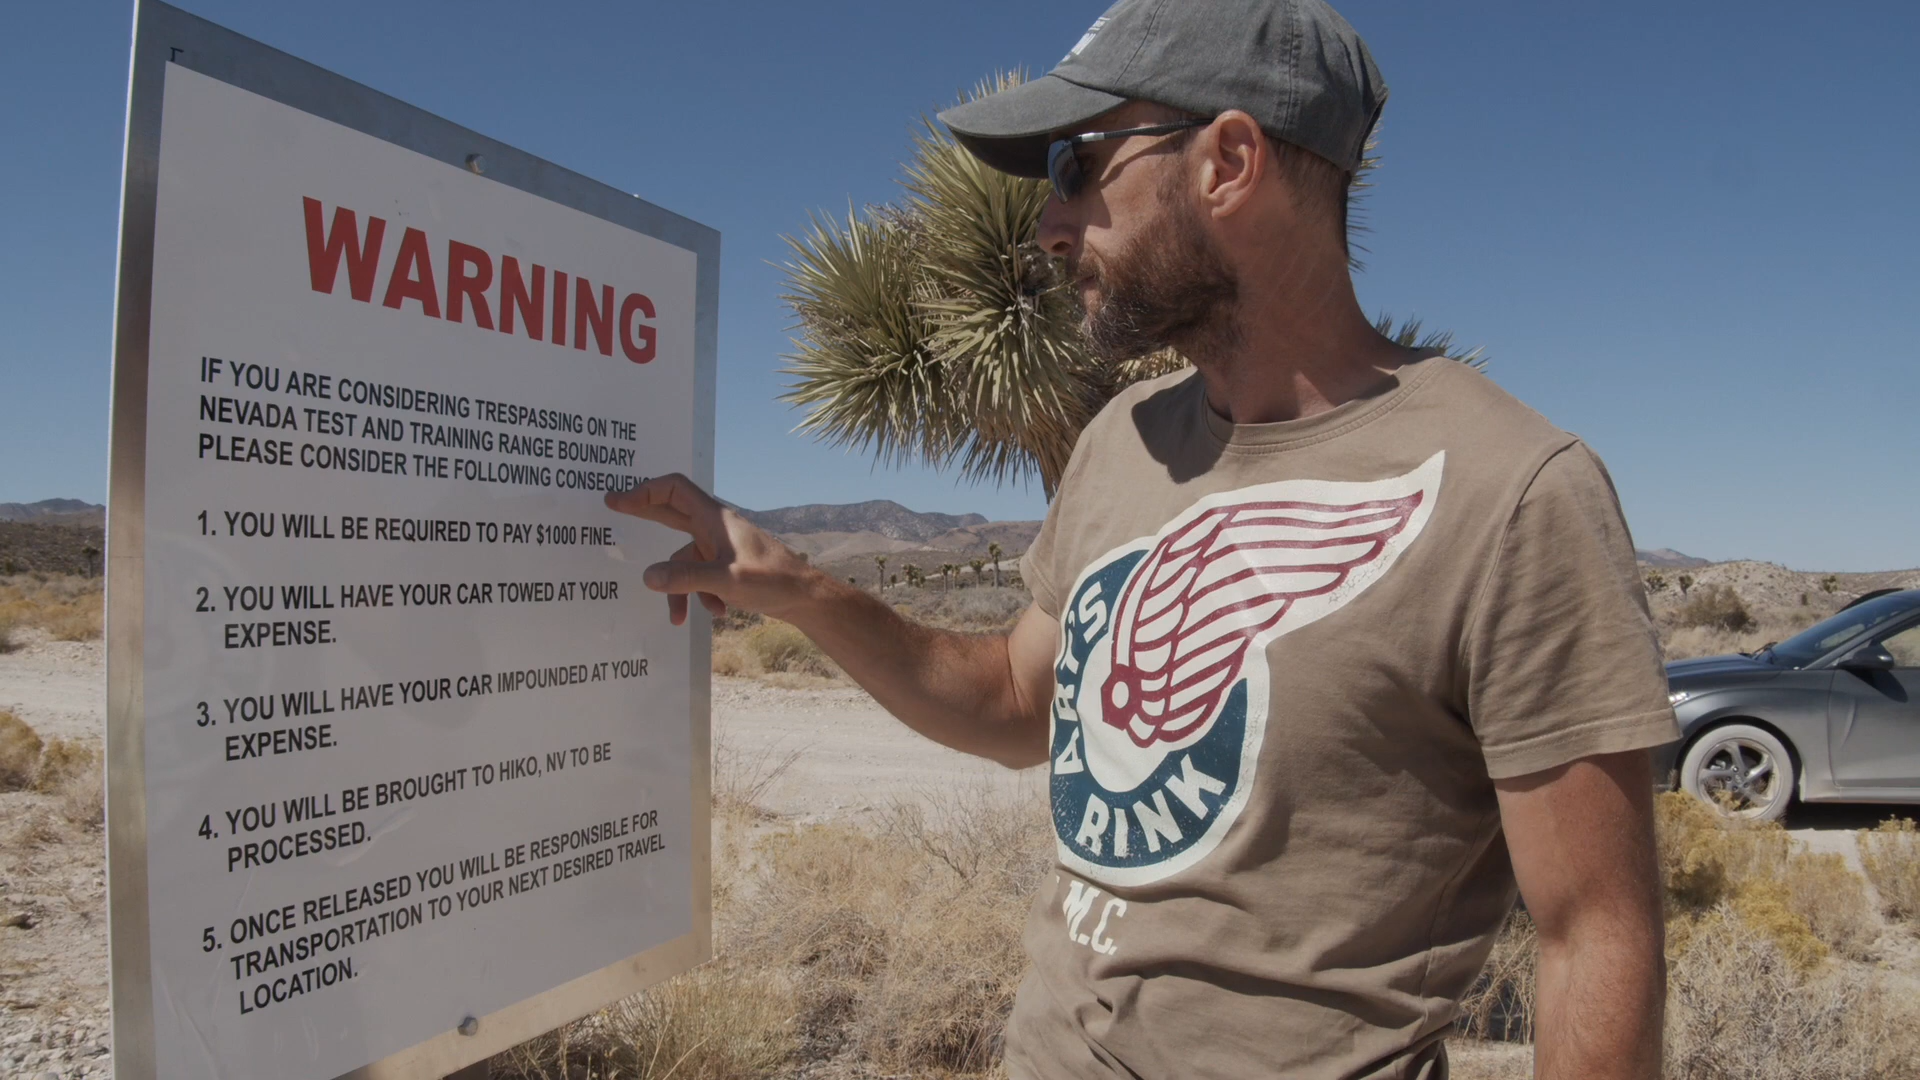 WARNING
IF YOU ARE CONSIDERING TRESPASSING ON THE
NEVADA TEST AND TRAINING RANGE BOUNDARY
PLEASE CONSIDER THE FOLLOWING
1. YOU WILL BE REQUIRED TO PAY $1000 FINE.
2. YOU WILL HAVE YOUR CAR TOWED AT YOUR
EXPENSE.
3. YOU WILL HAVE YOUR CAR IMPOUNDED AT YOUR
EXPENSE.
4. YOU WILL BE BROUGHT TO HIKO, NV TO BE
PROCESSED.
5. ONCE RELEASED YOU WILL BE RESPONSIBLE FOR
TRANSPORTATION TO YOUR NEXT DESIRED TRAVEL
LOCATION.
RINK
M.C.